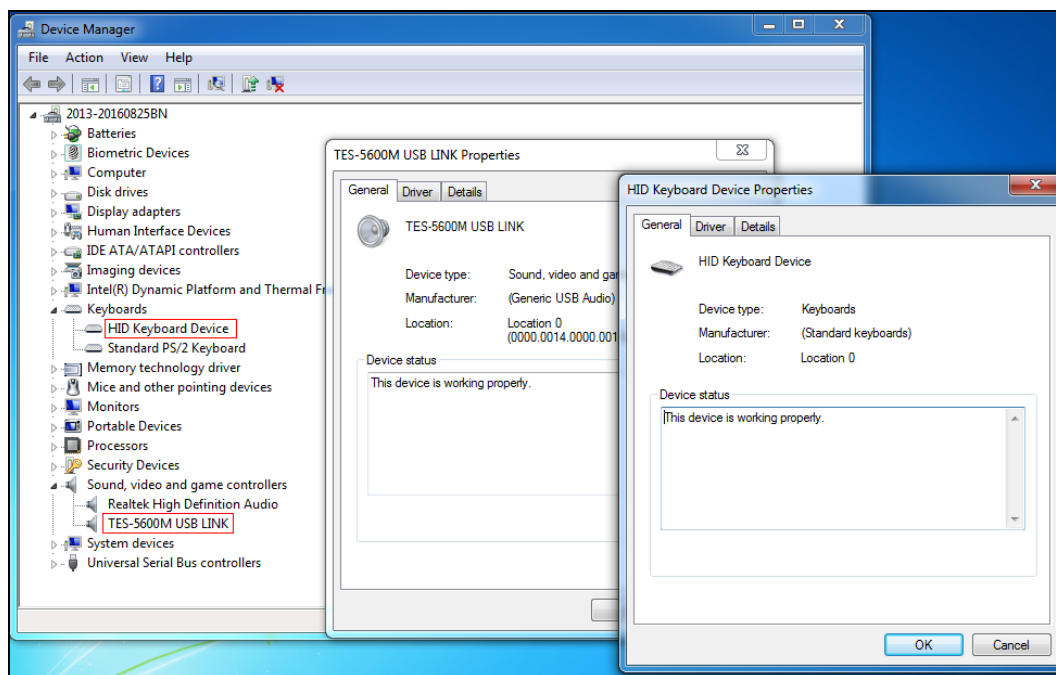 Device Manager
File Action View Help
2013-20160825BN
Batteries
Biometric Devices
Computer
Disk drives
Display adapters
Human Interface Devices
IDE ATA/ATAPI controllers
Imaging devices
Intel(R) Dynamic Platform and Thermal Fr
Keyboards
HID Keyboard Device
Standard PS/2 Keyboard
Memory technology driver
Mice and other pointing devices
Monitors
Portable Devices
Processors
Security Devices
Sound, video and game controllers
Realtek High Definition Audio
TES-5600M USB LINK
System devices
Universal Serial Bus controllers
TES-5600M USB LINK Properties
General Driver Details
TES-5600M USB LINK
Device type: Sound, video and gar
Manufacturer: (Generic USB Audio)
Location: Location 0
(0000.0014.0000.001
Device status
This device is working properly.
HID Keyboard Device Properties
General Driver Details
HID Keyboard Device
Device type: Keyboards
Manufacturer: (Standard keyboards)
Location: Location 0
Device status
This device is working properly.
OK Cancel